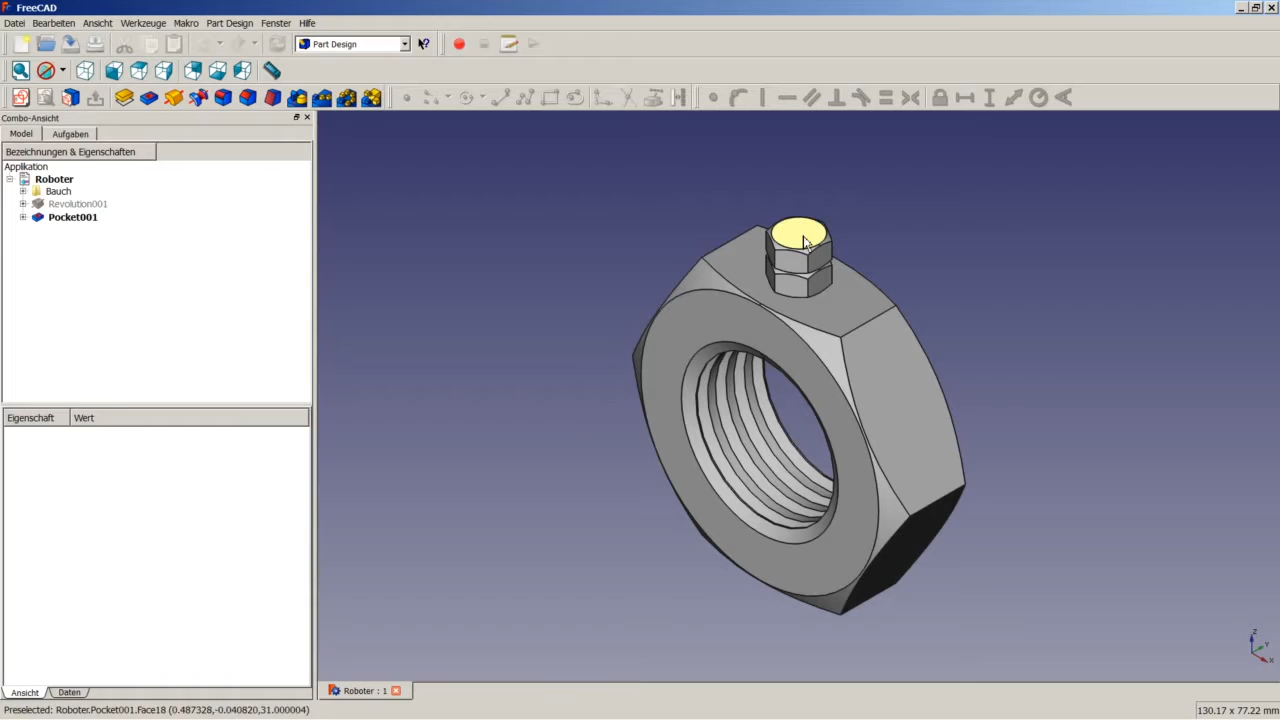 FreeCAD
Datei Bearbeiten Ansicht Werkzeuge Makro Part Design Fenster Hilfe
Part Design
Combo-Ansicht
Model Aufgaben
Bezeichnungen & Eigenschaften
Applikation
Roboter
Bauch
Revolution001
Pocket001
Eigenschaft Wert
Ansicht Daten
Roboter : 1
Preselected: Roboter.Pocket001.Face18 (0.487328,-0.040820,31.000004)
130.17 x 77.22 mm
Z
Y
X